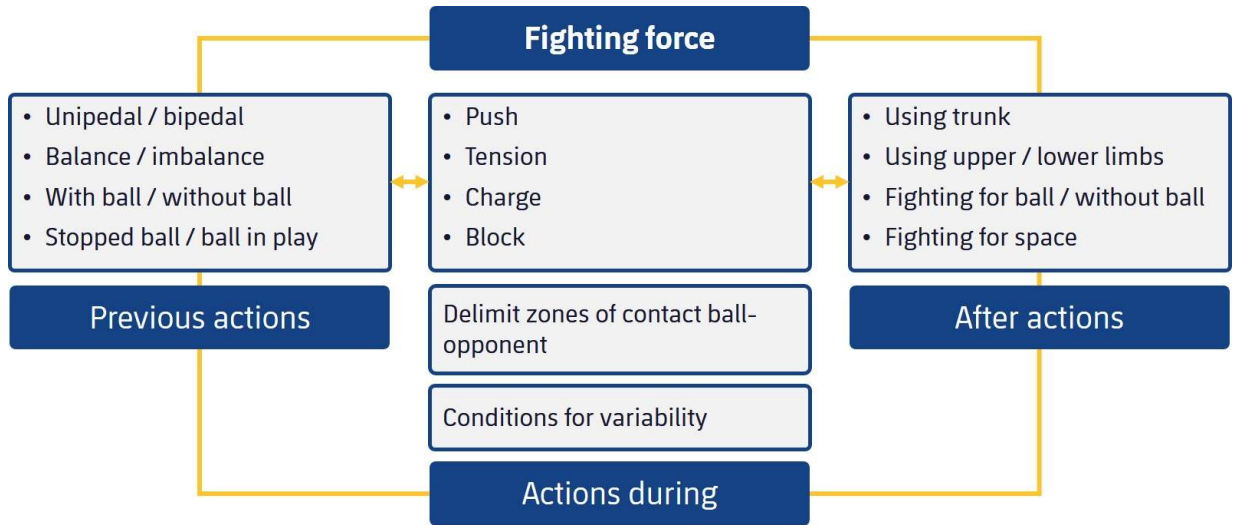 Fighting force
• Unipedal / bipedal
• Balance / imbalance
• With ball / without ball
• Stopped ball / ball in play
Previous actions
• Push
• Tension
• Charge
• Block
Delimit zones of contact ball-
opponent
Conditions for variability
Actions during
• Using trunk
• Using upper / lower limbs
• Fighting for ball / without ball
• Fighting for space
After actions